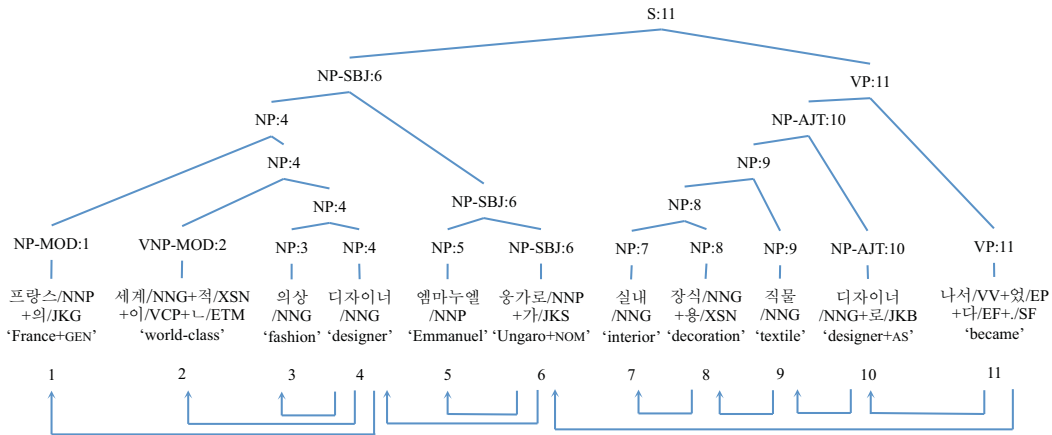 S:11
NP-SBJ:6 VP:11
NP:4 NP-AJT:10
NP:4 NP:9
NP:4 NP-SBJ:6 NP:8
NP-MOD:1 VNP-MOD:2 NP:3 NP:4 NP:5 NP-SBJ:6 NP:7 NP:8 NP:9 NP-AJT:10 VP:11
프랑스/NNP 세계/NNG+적/XSN 의상 디자이너 엠마누엘 웅가로/NNP 실내 장식/NNG 직물 디자이너 나서/VV+었/EP
+의/JKG +이/VCP+ㄴ/ETM /NNG /NNG /NNP +가/JKS /NNG +용/XSN /NNG /NNG+로/JKB +다/EF+./SF
‘France+GEN’ ‘world-class’ ‘fashion’ ‘designer’ ‘Emmanuel’ ‘Ungaro+NOM’ ‘interior’ ‘decoration’ ‘textile’ ‘designer+AS’ ‘became’
1 2 3 4 5 6 7 8 9 10 11